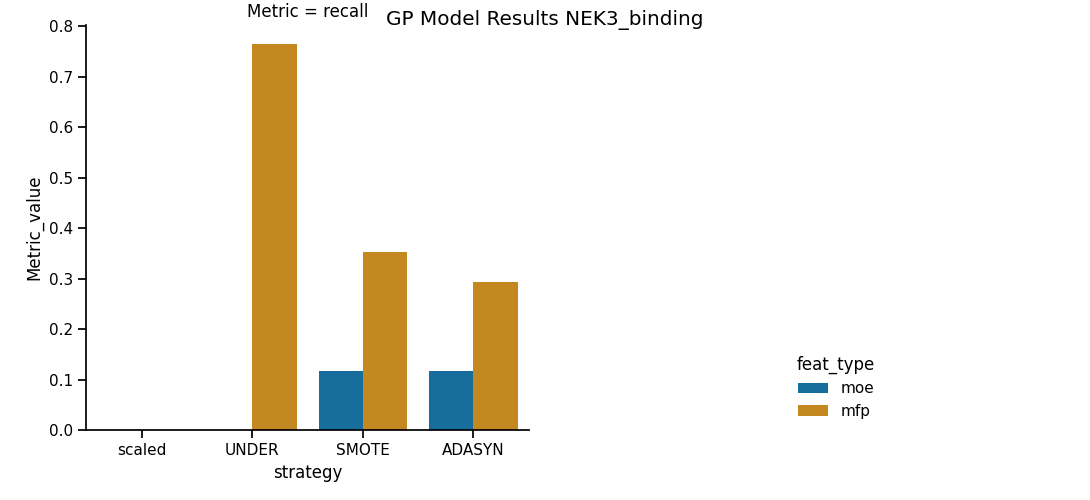 Metric = recall
GP Model Results NEK3_binding
0.8
0.7
0.6
0.5
0.4
0.3
0.2
0.1
0.0
Metric_value
scaled UNDER SMOTE ADASYN
strategy
feat_type
moe
mfp